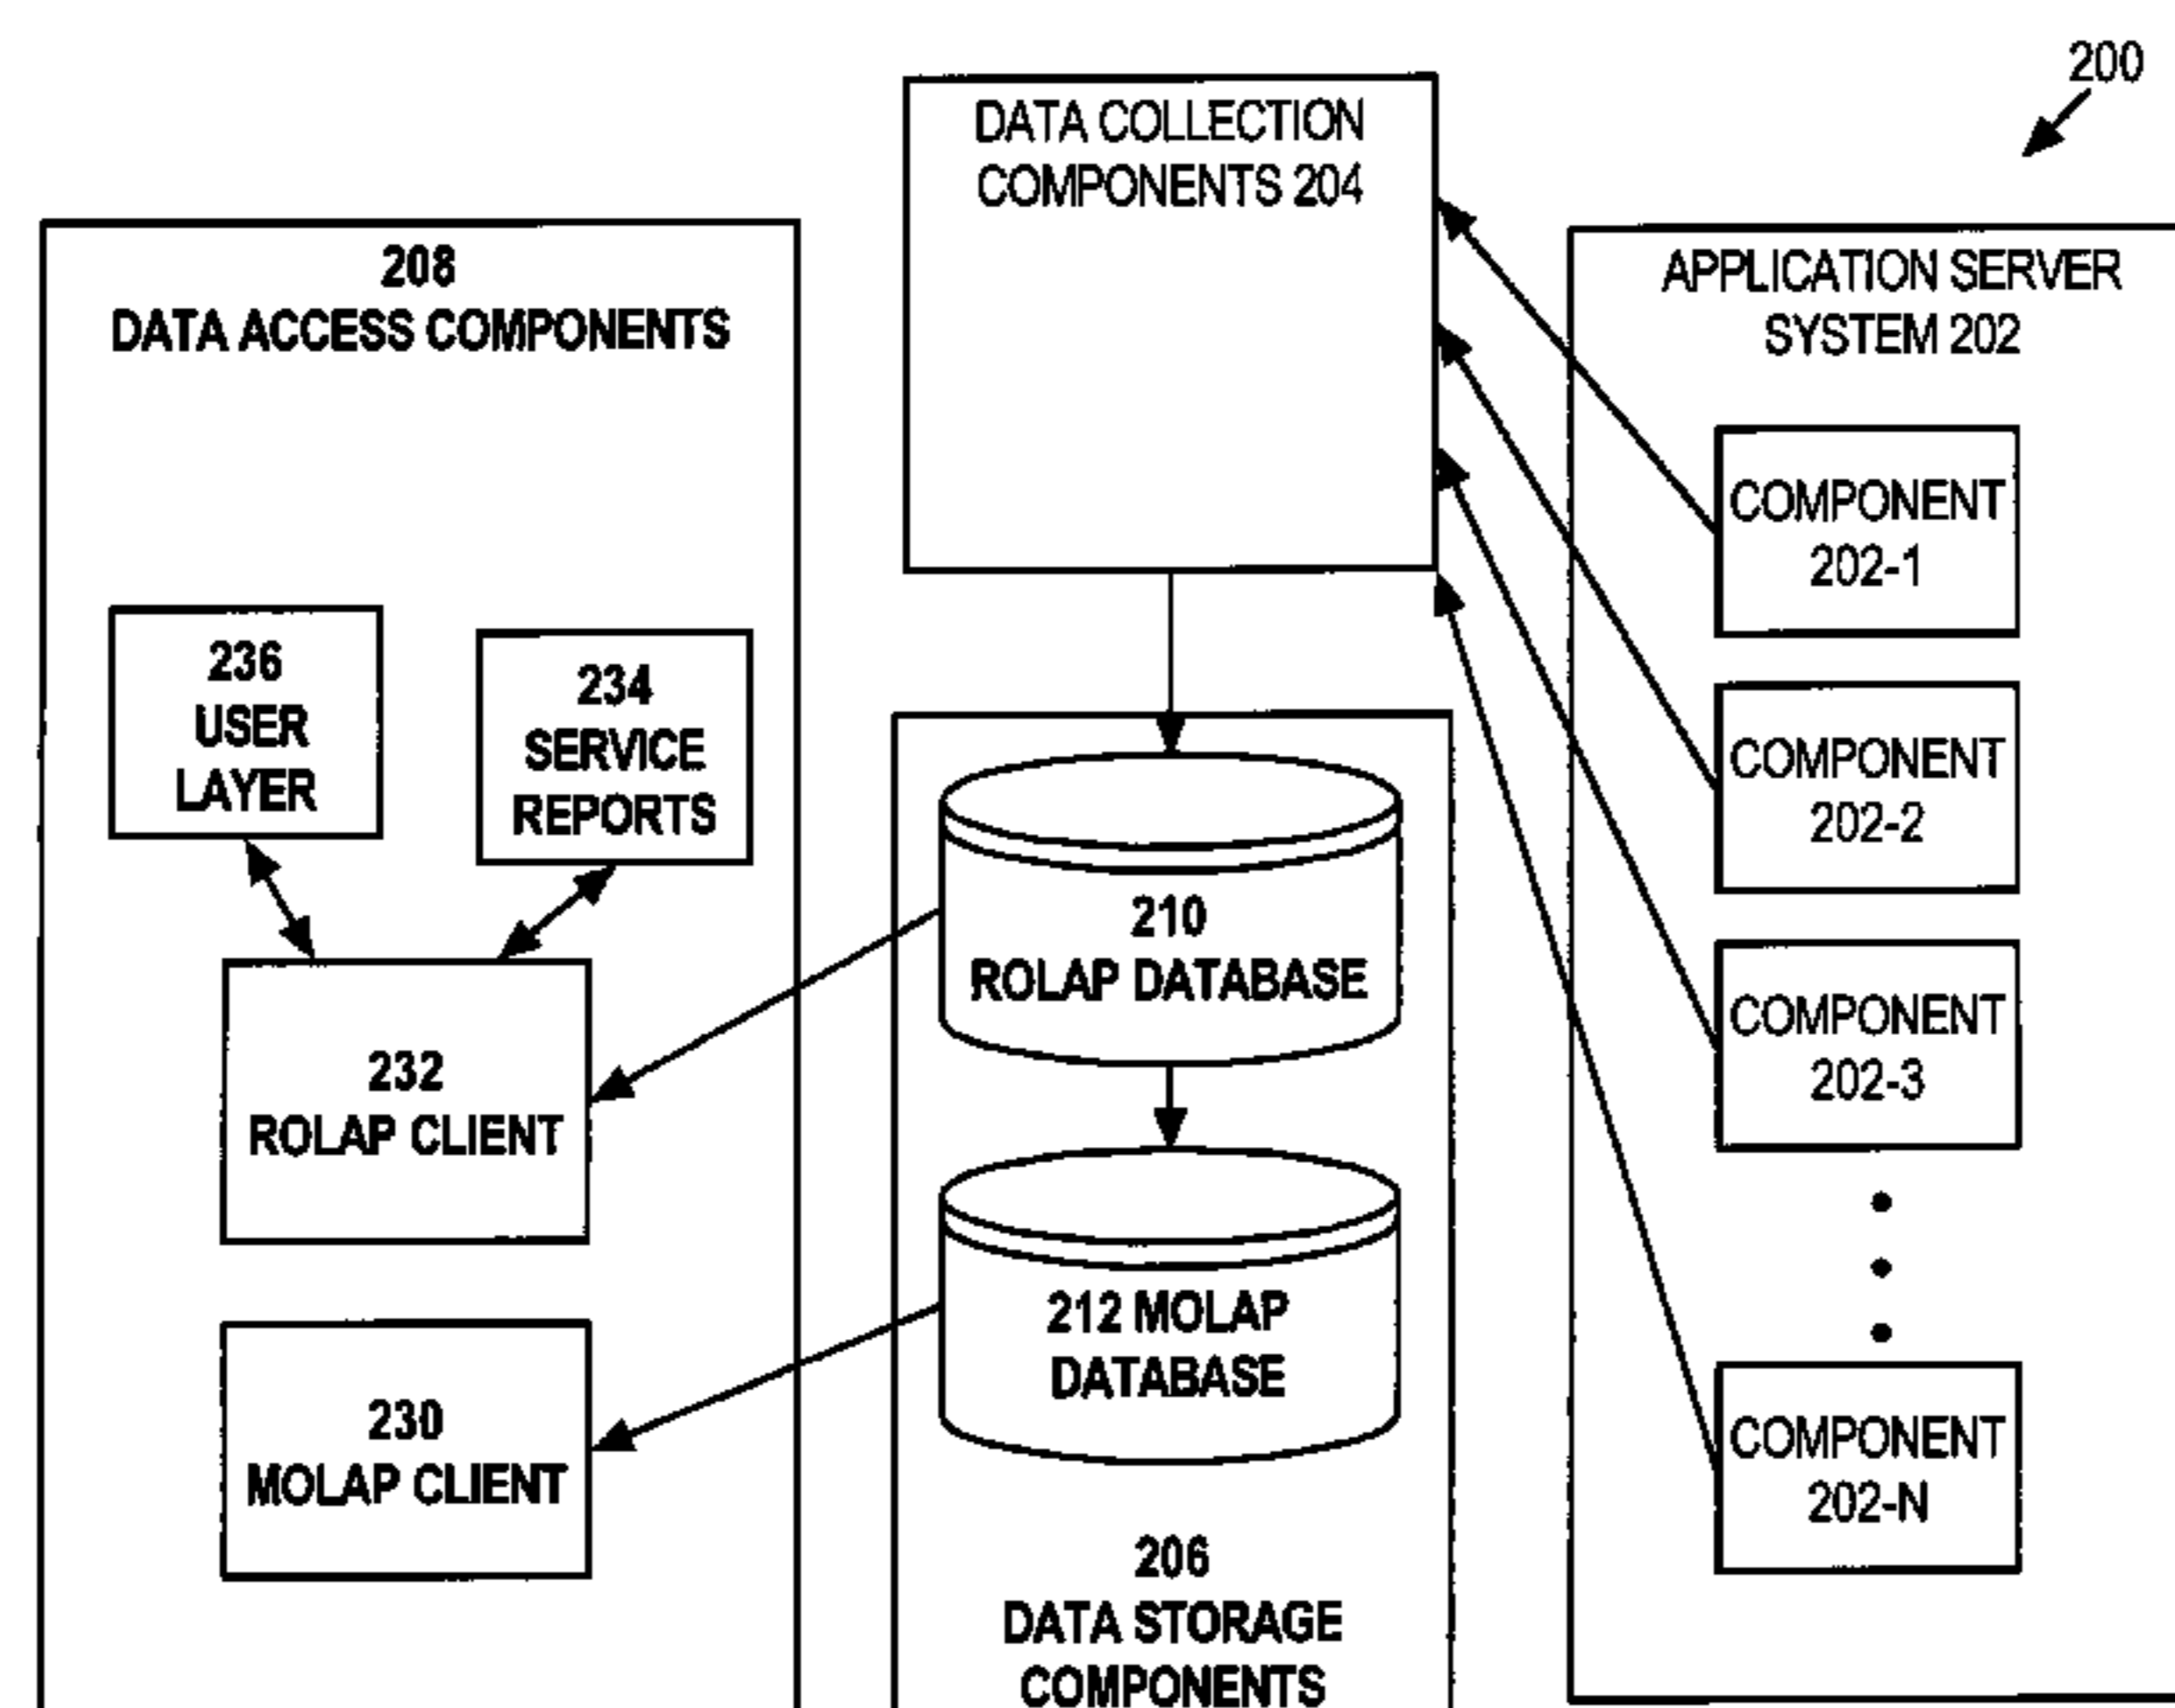 200
DATA COLLECTION
COMPONENTS 204
208
DATA ACCESS COMPONENTS
APPLICATION SERVER
SYSTEM 202
COMPONENT
202-1
236
USER
LAYER
234
SERVICE
REPORTS
COMPONENT
202-2
210
ROLAP DATABASE
COMPONENT
202-3
232
ROLAP CLIENT
212 MOLAP
DATABASE
230
MOLAP CLIENT
COMPONENT
202-N
206
DATA STORAGE
COMPONENTS